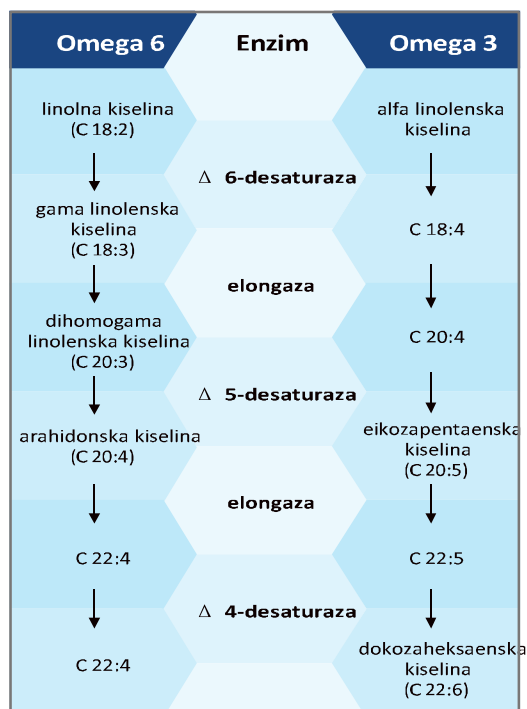 Omega 6
Enzim
Omega 3
linolna kiselina
(C 18:2)
alfa linolenska
kiselina
Δ 6-desaturaza
gama linolenska
kiselina
(C 18:3)
C 18:4
elongaza
dihomogama
linolenska kiselina
(C 20:3)
C 20:4
Δ 5-desaturaza
arahidonska kiselina
(C 20:4)
eikozapentaenska
kiselina
(C 20:5)
elongaza
C 22:4
C 22:5
Δ 4-desaturaza
C 22:4
dokozaheksaenska
kiselina
(C 22:6)